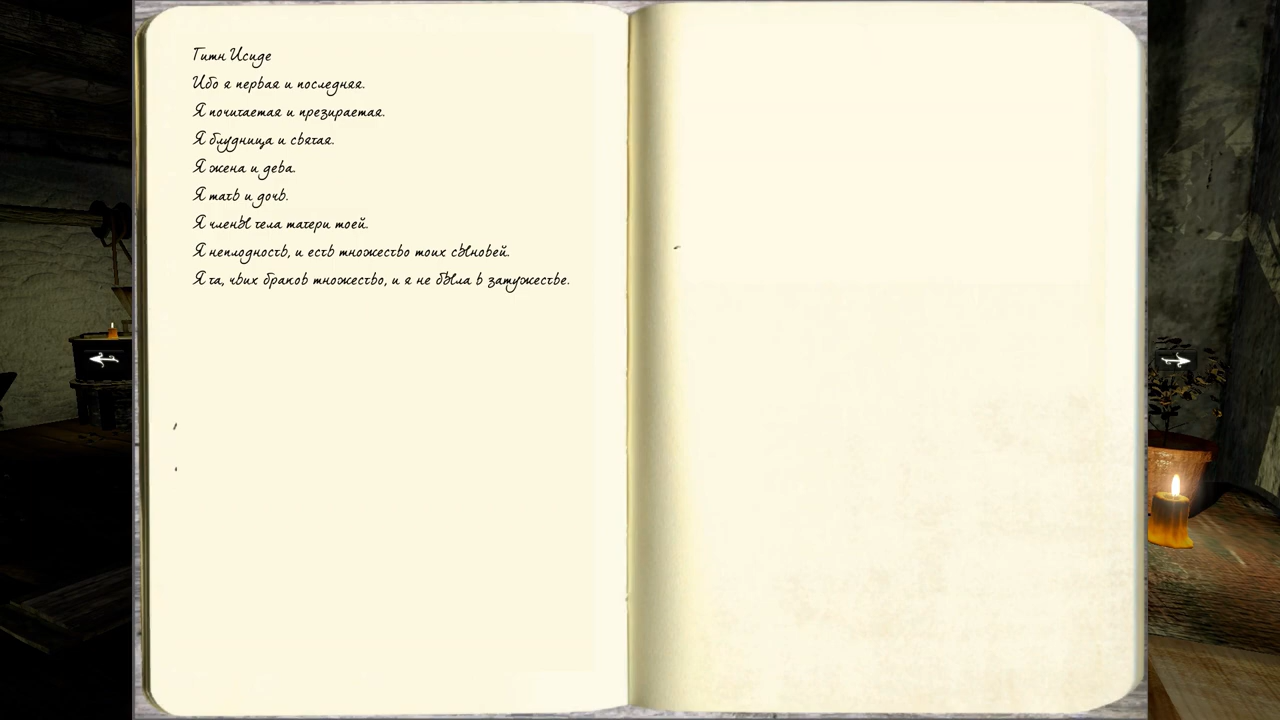 Гимн Исиде
Ибо я первая и последняя.
Я почитаемая и презираемая.
Я блудница и святая.
Я жена и дева.
Я мать и дочь.
Я члены тела матери моей.
Я неплодность, и есть множество моих сыновей.
Я та, чьих браков множество, и я не была в замужестве.